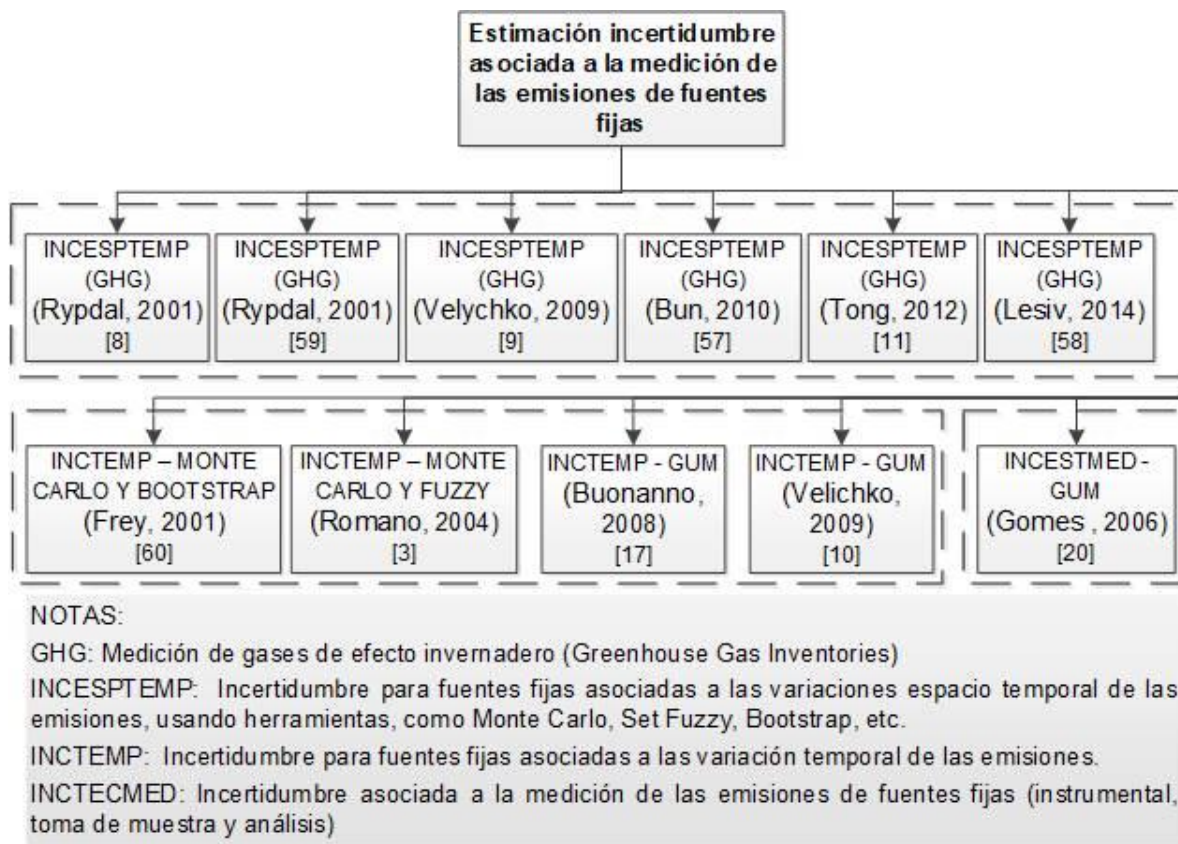 Estimación incertidumbre
asociada a la medición de
las emisiones de fuentes
fijas
INCESPTEMP
(GHG)
(Rypdal, 2001)
[8]
INCESPTEMP
(GHG)
(Rypdal, 2001)
[59]
INCESPTEMP
(GHG)
(Velychko, 2009)
[9]
INCESPTEMP
(GHG)
(Bun, 2010)
[57]
INCESPTEMP
(GHG)
(Tong, 2012)
[11]
INCESPTEMP
(GHG)
(Lesiv, 2014)
[58]
INCTEMP – MONTE
CARLO Y BOOTSTRAP
(Frey, 2001)
[60]
INCTEMP – MONTE
CARLO Y FUZZY
(Romano, 2004)
[3]
INCTEMP - GUM
(Buonanno,
2008)
[17]
INCTEMP - GUM
(Velichko,
2009)
[10]
INCESTMED -
GUM
(Gomes , 2006)
[20]
NOTAS:
GHG: Medición de gases de efecto invernadero (Greenhouse Gas Inventories)
INCESPTEMP: Incertidumbre para fuentes fijas asociadas a las variaciones espacio temporal de las
emisiones, usando herramientas, como Monte Carlo, Set Fuzzy, Bootstrap, etc.
INCTEMP: Incertidumbre para fuentes fijas asociadas a las variación temporal de las emisiones.
INCTECMED: Incertidumbre asociada a la medición de las emisiones de fuentes fijas (instrumental,
toma de muestra y análisis)